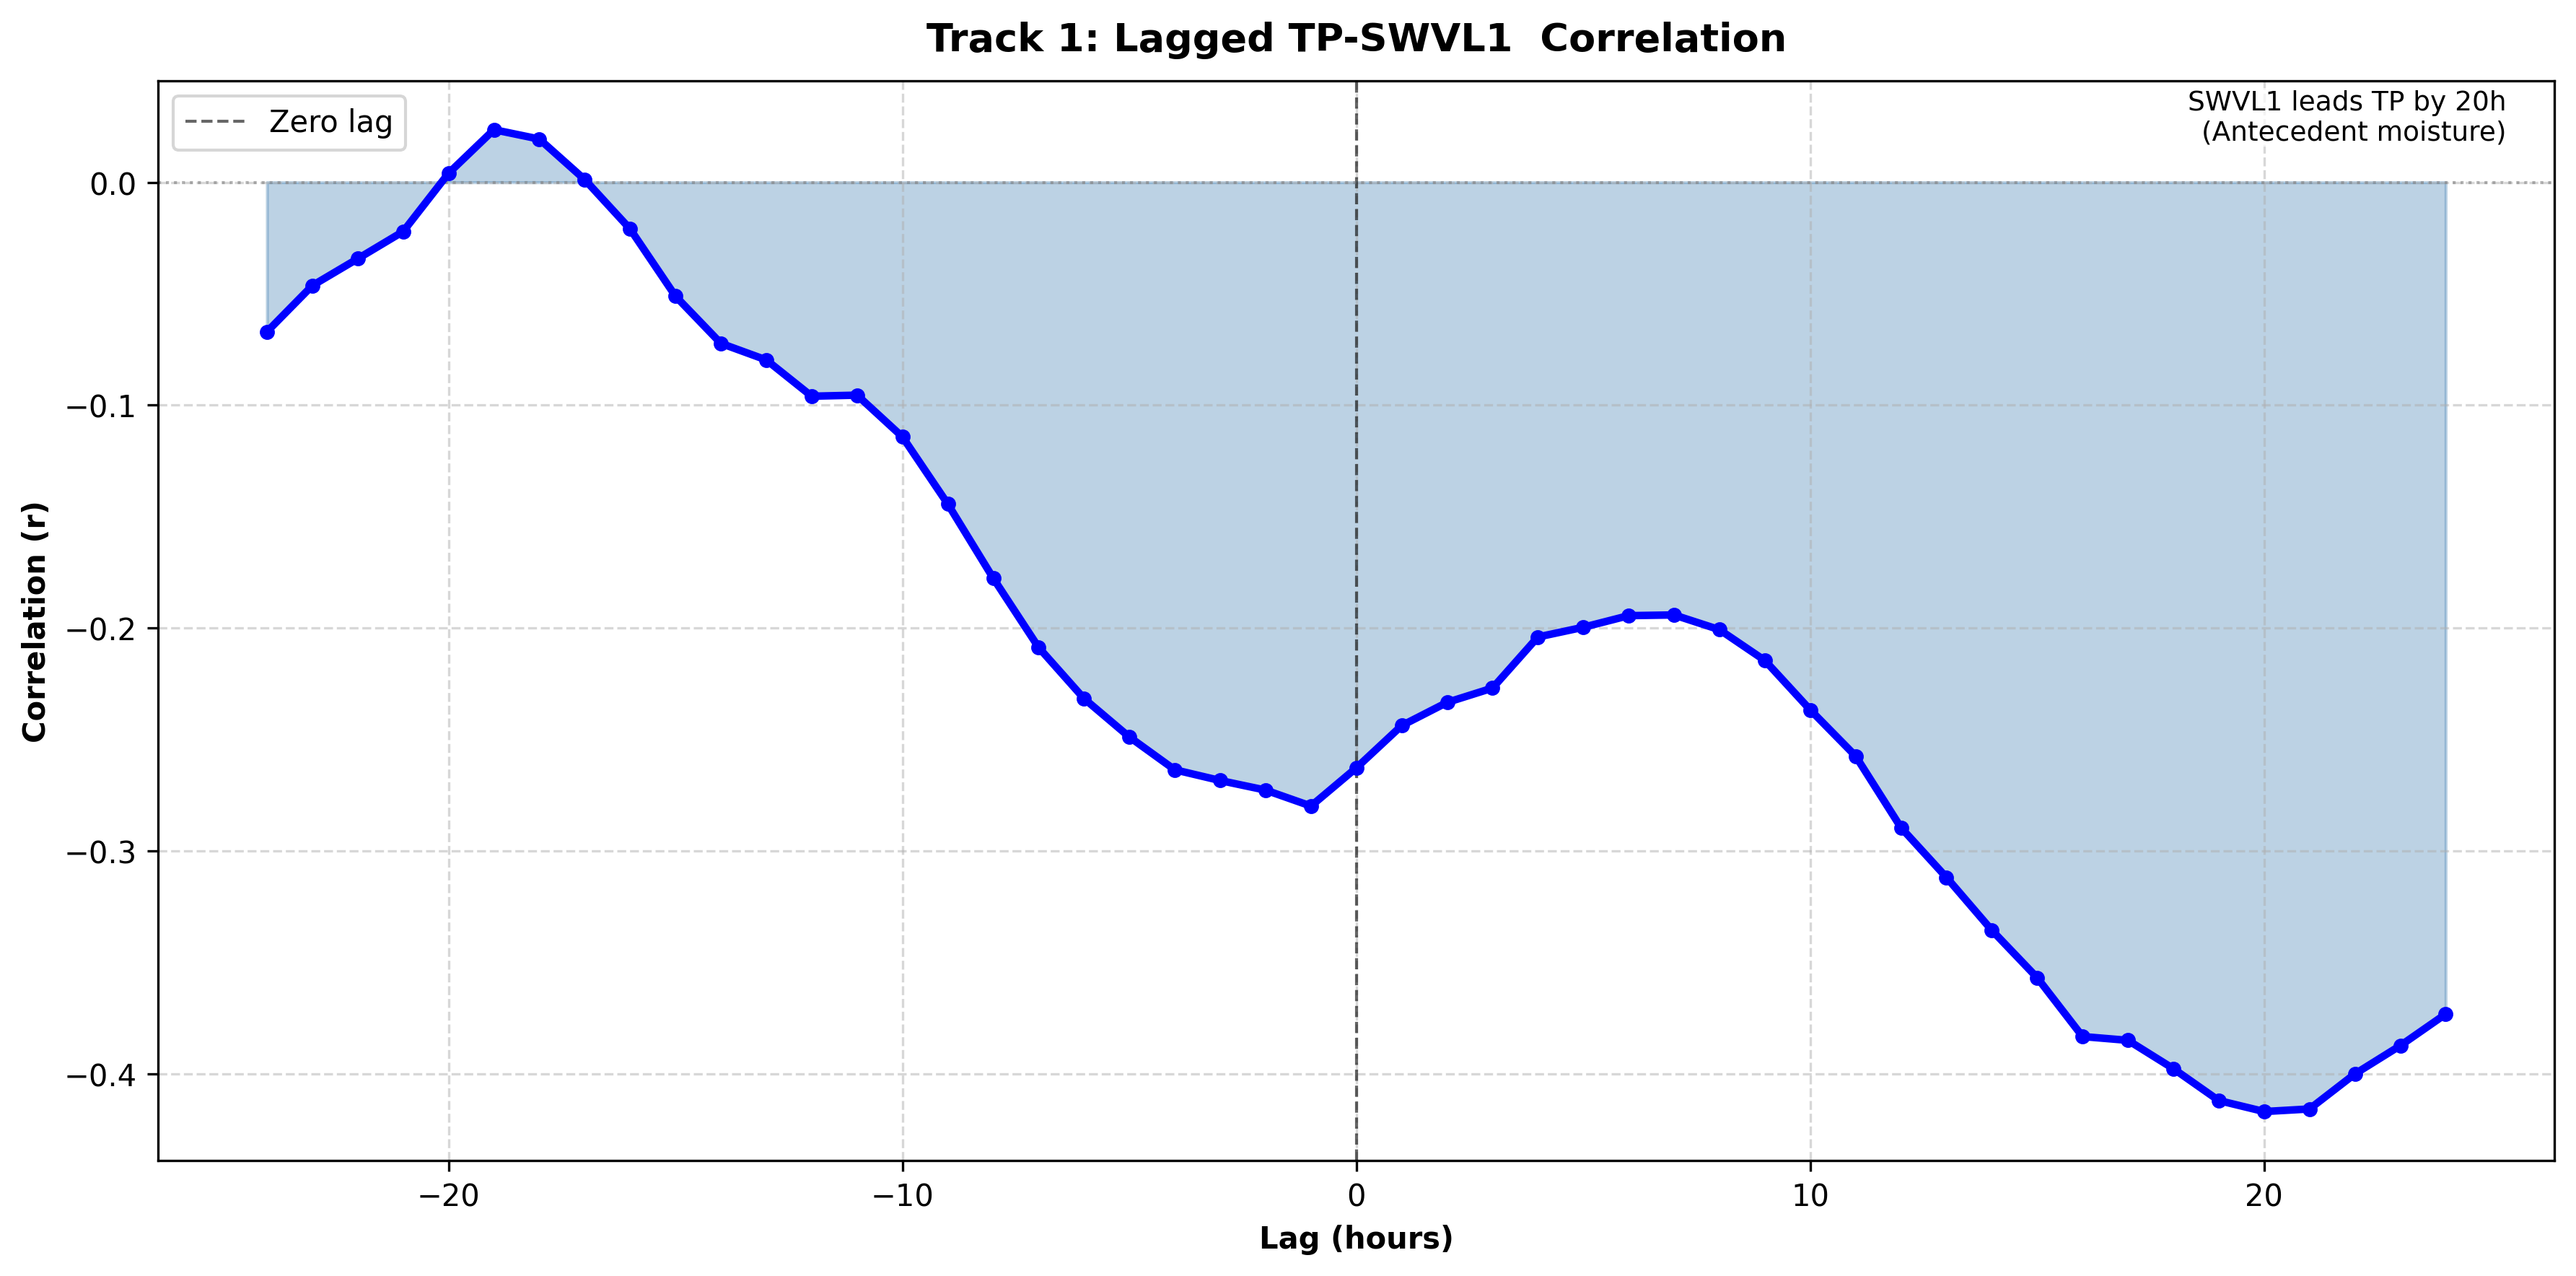 Track 1: Lagged TP-SWVL1  Correlation
Zero lag
SWVL1 leads TP by 20h
(Antecedent moisture)
Correlation (r)
0.0
−0.1
−0.2
−0.3
−0.4
−20
−10
0
10
20
Lag (hours)